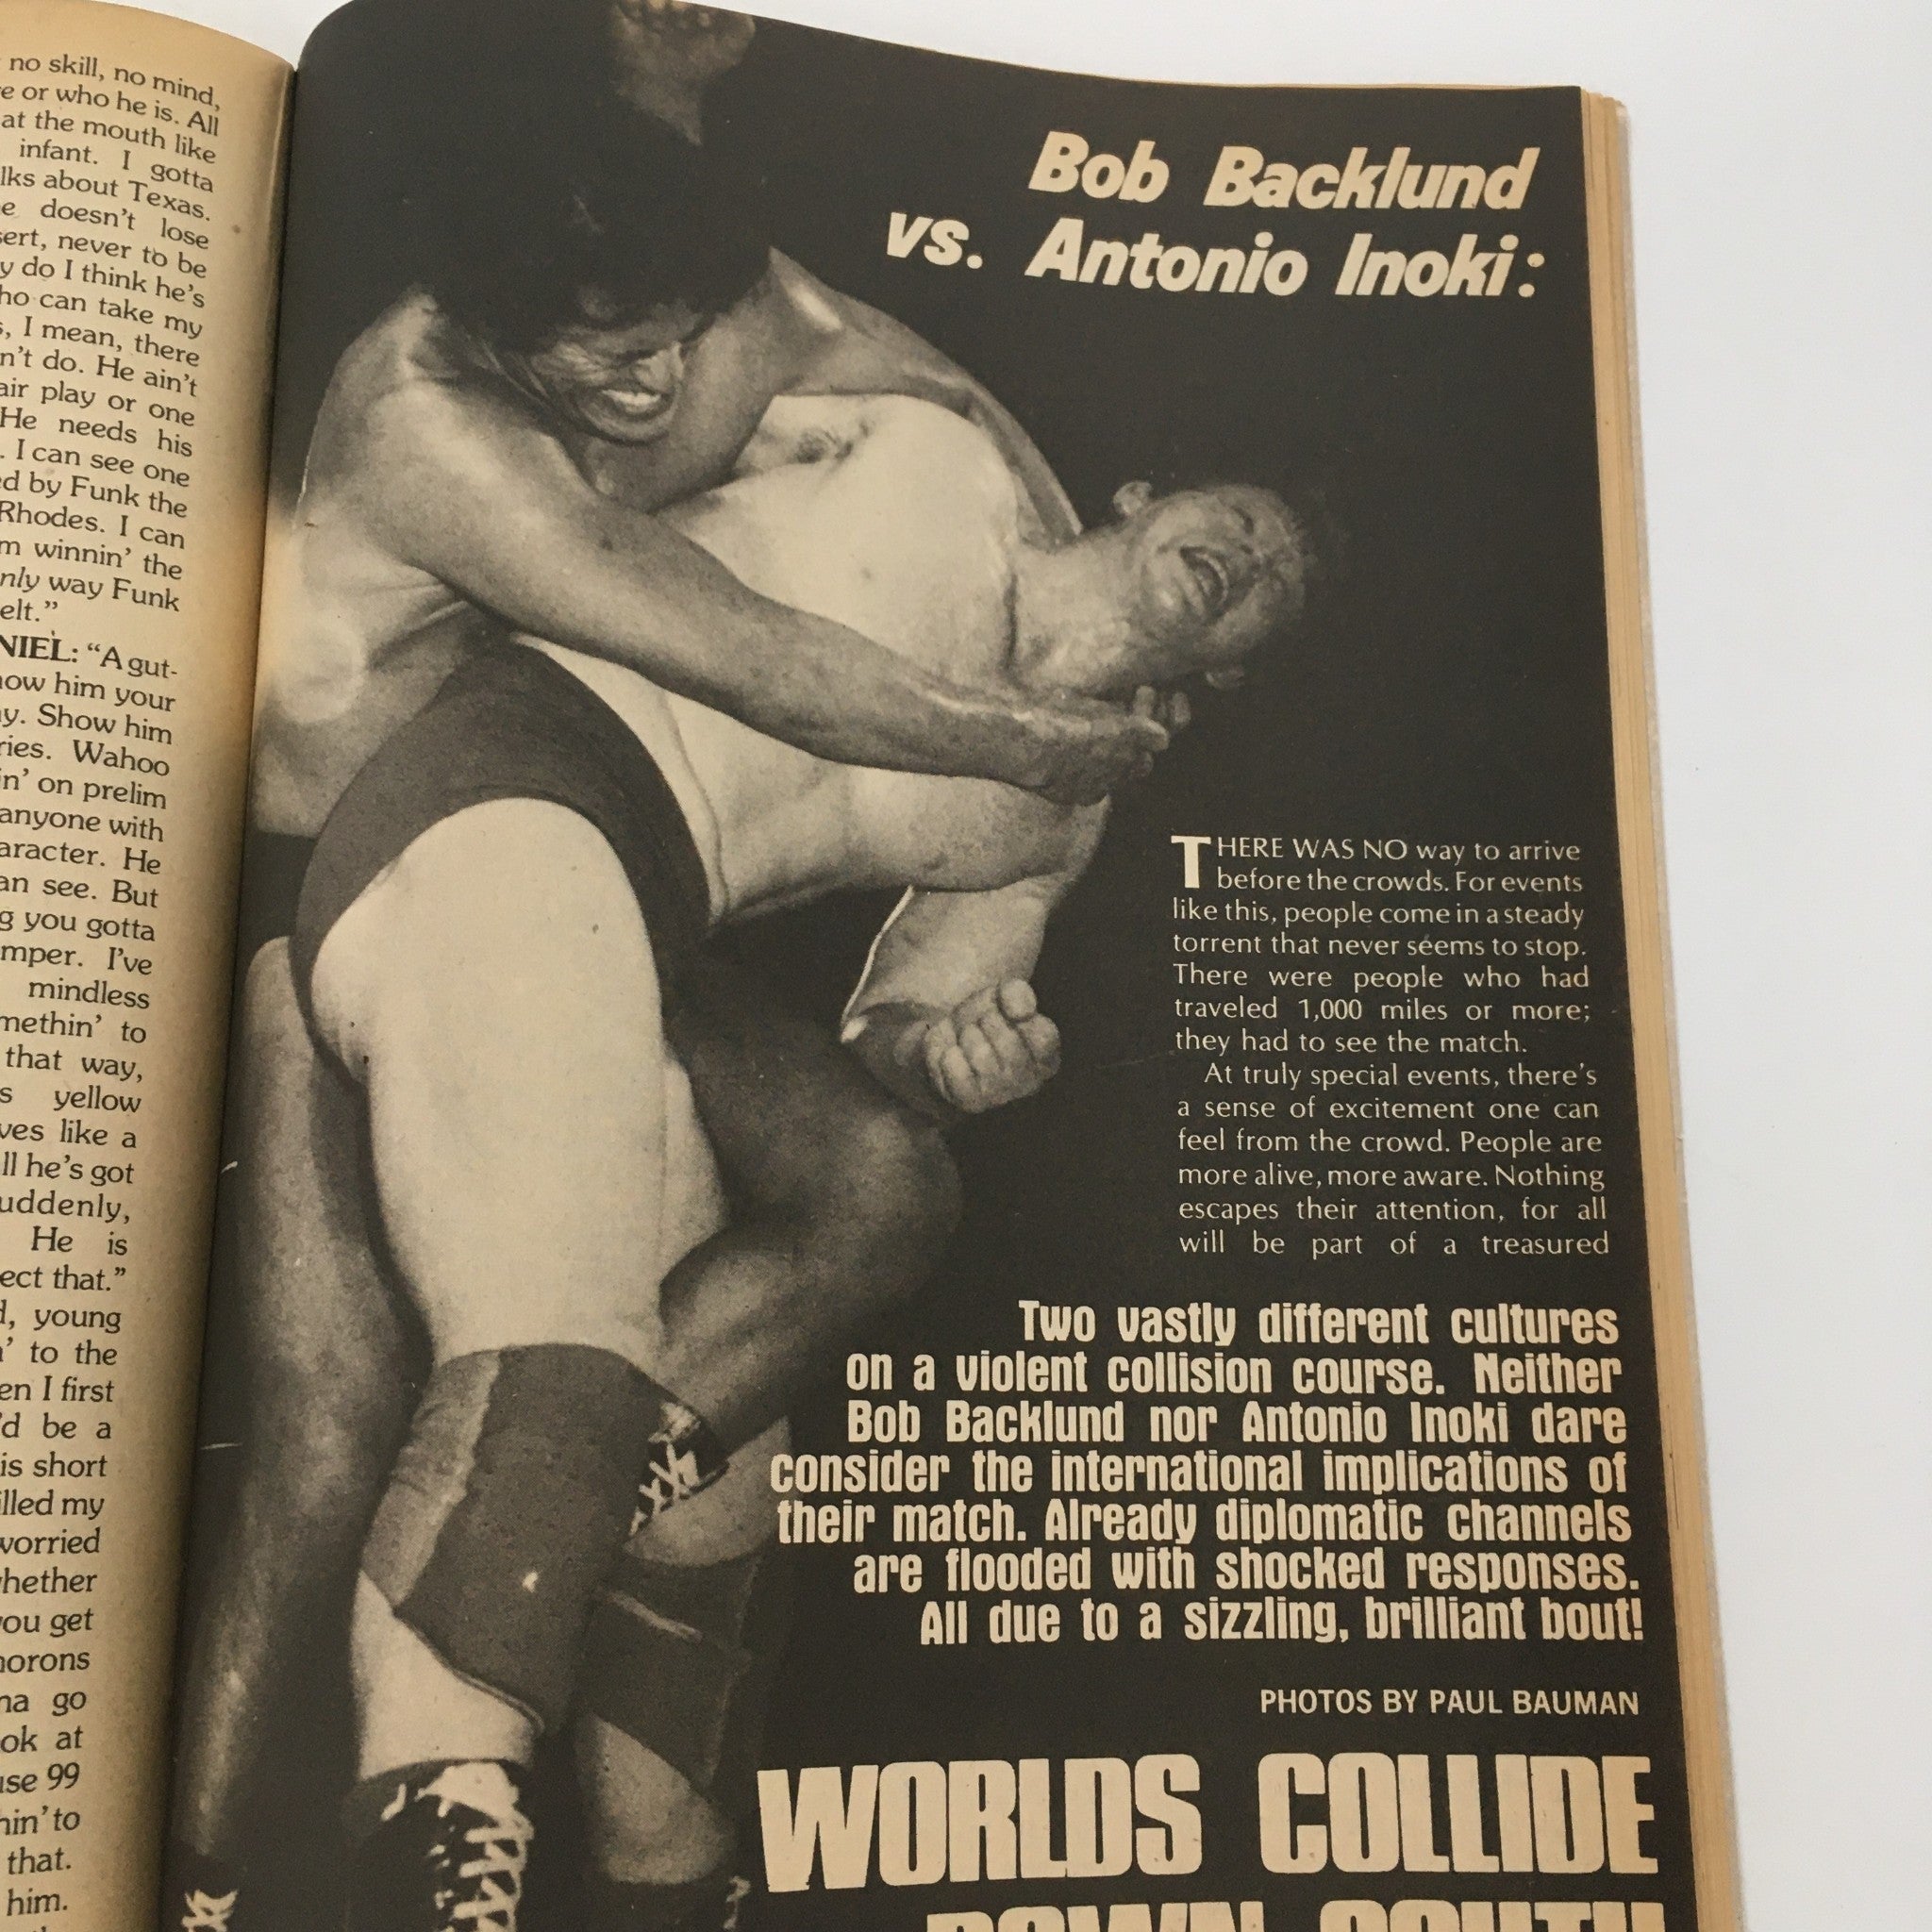 no skill, no mind,
e or who he is. All
at the mouth like
infant. I gotta
lks about Texas.
e doesn't lose
sert, never to be
y do I think he's
ho can take my
s, I mean, there
n't do. He ain't
air play or one
He needs his
. I can see one
ed by Funk the
Rhodes. I can
m winnin' the
nly way Funk
elt."
NIEL: "A gut-
how him your
y. Show him
ries. Wahoo
in' on prelim
anyone with
aracter. He
an see. But
g you gotta
mper. I've
mindless
methin' to
that way,
s yellow
ves like a
ll he's got
uddenly,
He is
ect that."
d, young
n' to the
en I first
'd be a
is short
illed my
worried
hether
you get
morons
na go
ok at
use 99
hin' to
that.
him.
Bob Backlund
vs. Antonio Inoki:
THERE WAS NO way to arrive
before the crowds. For events
like this, people come in a steady
torrent that never seems to stop.
There were people who had
traveled 1,000 miles or more;
they had to see the match.
At truly special events, there's
a sense of excitement one can
feel from the crowd. People are
more alive, more aware. Nothing
escapes their attention, for all
will be part of a treasured
Two vastly different cultures
on a violent collision course. Neither
Bob Backlund nor Antonio Inoki dare
consider the international implications of
their match. Already diplomatic channels
are flooded with shocked responses.
All due to a sizzling, brilliant bout!
PHOTOS BY PAUL BAUMAN
WORLDS COLLIDE
DOWN SOUTH